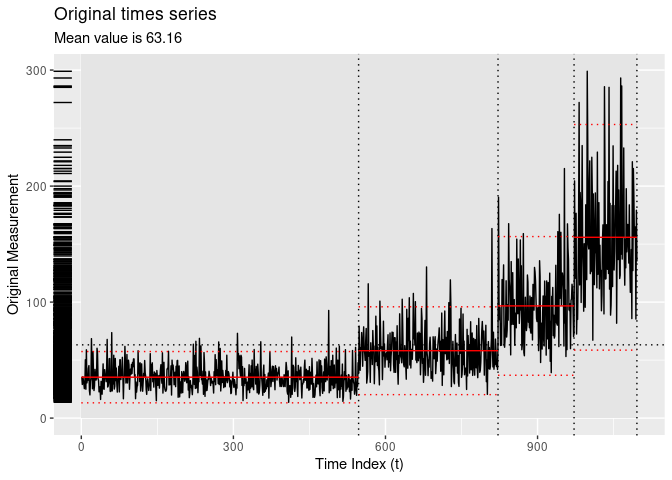 Original times series
Mean value is 63.16
Original Measurement
300
200
100
0
0
300
600
900
Time Index (t)